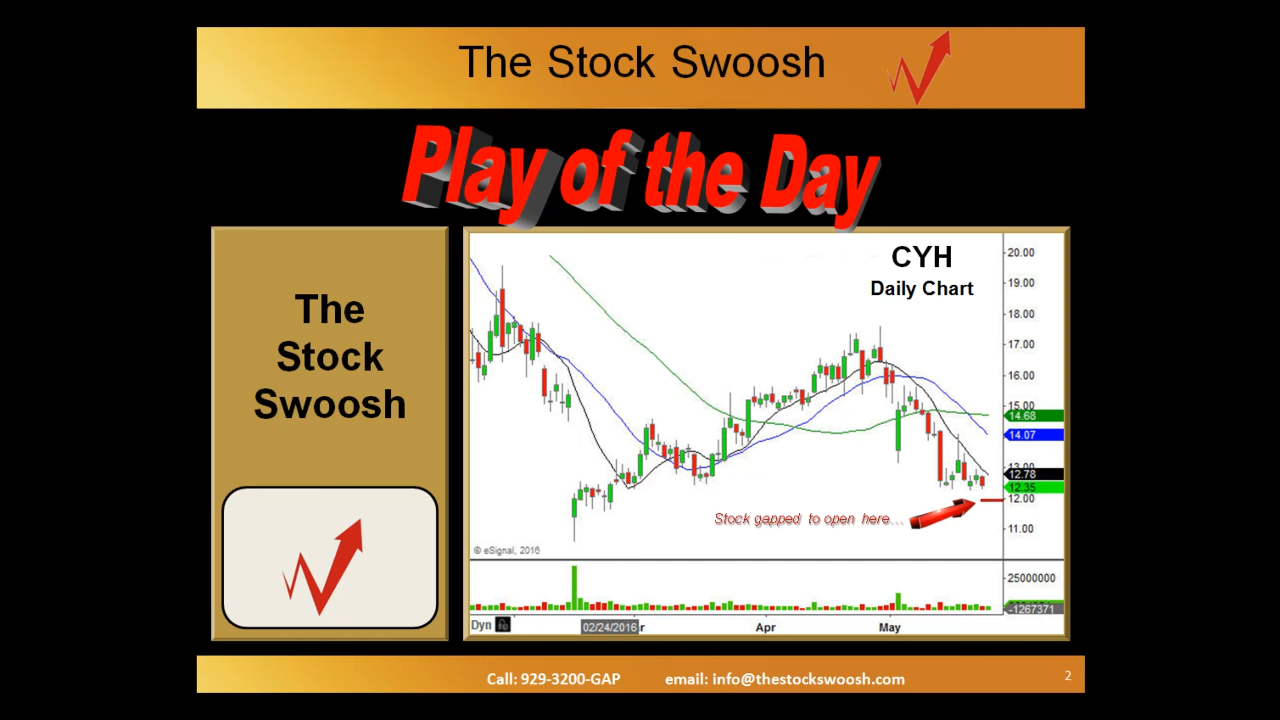 The Stock Swoosh
Play of the Day
The
Stock
Swoosh
CYH
Daily Chart
20.00
19.00
18.00
17.00
16.00
15.00
14.68
14.07
13.00
12.78
12.35
12.00
11.00
Stock gapped to open here...
© eSignal, 2016
25000000
-1267371
Dyn
02/24/2016
r
Apr
May
Call: 929-3200-GAP
email: info@thestockswoosh.com
2